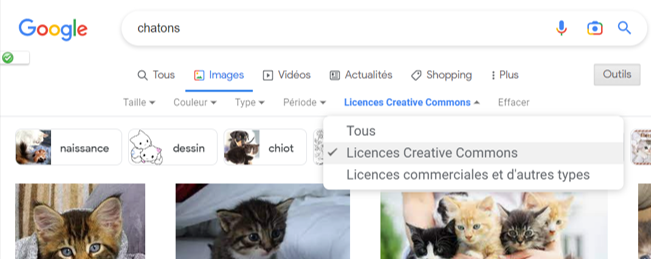 Google
chatons
Tous Images Vidéos Actualités Shopping Plus Outils
Taille Couleur Type Période Licences Creative Commons Effacer
Tous
Licences Creative Commons
Licences commerciales et d'autres types
naissance dessin chiot